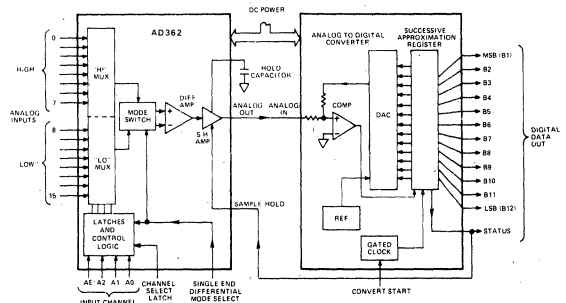 DC POWER
AD362
ANALOG TO DIGITAL
CONVERTER
SUCCESSIVE
APPROXIMATION
REGISTER
0
"HI"
MUX
HIGH
7
HOLD
CAPACITOR
MODE
SWITCH
DIFF
AMP
S H
AMP
ANALOG
OUT
ANALOG
IN
COMP
DAC
ANALOG
INPUTS
8
LOW
"LO"
MUX
15
MSB (B1)
B2
B3
B4
B5
B6
B7
B8
B9
B10
B11
LSB (B12)
STATUS
DIGITAL
DATA
OUT
SAMPLE HOLD
REF
LATCHES
AND
CONTROL
LOGIC
GATED
CLOCK
AE A2 A1 A0
CHANNEL
SELECT
LATCH
SINGLE END
DIFFERENTIAL
MODE SELECT
CONVERT START
INPUT CHANNEL